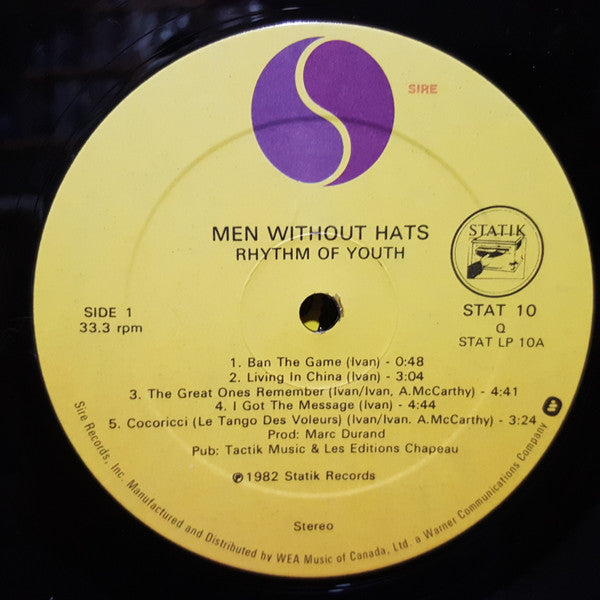 SIRE
MEN WITHOUT HATS
RHYTHM OF YOUTH
STATIK
SIDE 1
33.3 rpm
STAT 10
Q
STAT LP 10A
1. Ban The Game (Ivan) - 0:48
2. Living In China (Ivan) - 3:04
3. The Great Ones Remember (Ivan/Ivan, A.McCarthy) - 4:41
4. I Got The Message (Ivan) - 4:44
5. Cocoricci (Le Tango Des Voleurs) (Ivan/Ivan. A.McCarthy) - 3:24
Prod: Marc Durand
Pub: Tactik Music & Les Editions Chapeau
℗1982 Statik Records
Stereo
Sire Records, Inc. Manufactured and Distributed by WEA Music of Canada, Ltd. a Warner Communications Company